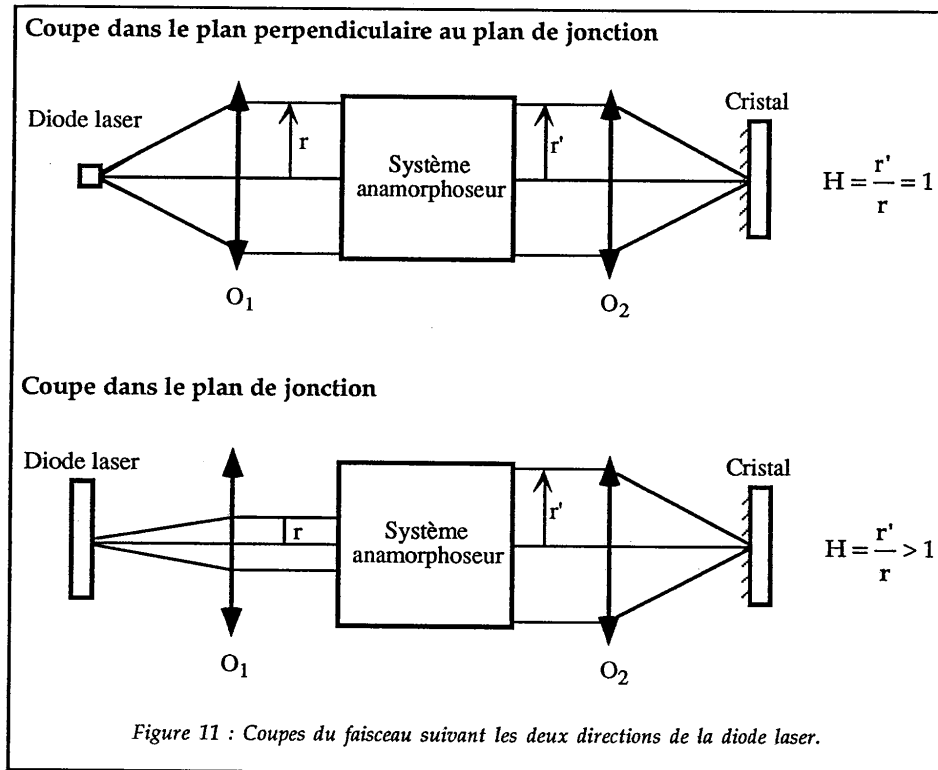 Coupe dans le plan perpendiculaire au plan de jonction
Diode laser
r
Système
anamorphoseur
r'
Cristal
H = r'/r = 1
O1
O2
Coupe dans le plan de jonction
Diode laser
r
Système
anamorphoseur
r'
Cristal
H = r'/r > 1
O1
O2
Figure 11 : Coupes du faisceau suivant les deux directions de la diode laser.